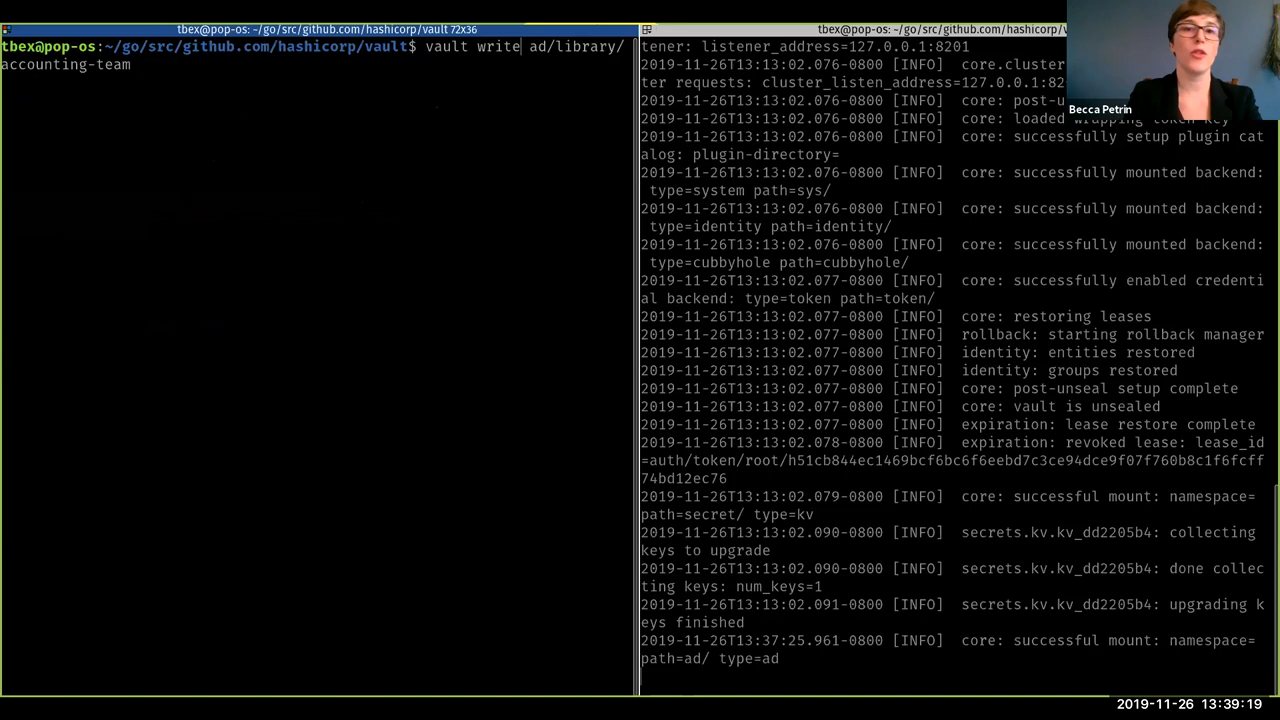 tbex@pop-os: ~/go/src/github.com/hashicorp/vault 72x36
tbex@pop-os:~/go/src/github.com/hashicorp/vault$ vault write ad/library/
accounting-team
tbex@pop-os: ~/go/src/github.com/hashicorp/v
tener: listener_address=127.0.0.1:8201
2019-11-26T13:13:02.076-0800 [INFO]  core.cluster
ter requests: cluster_listen_address=127.0.0.1:82
2019-11-26T13:13:02.076-0800 [INFO]  core: post-u
2019-11-26T13:13:02.076-0800 [INFO]  core: loaded wrapping token key
2019-11-26T13:13:02.076-0800 [INFO]  core: successfully setup plugin cat
alog: plugin-directory=
2019-11-26T13:13:02.076-0800 [INFO]  core: successfully mounted backend:
 type=system path=sys/
2019-11-26T13:13:02.076-0800 [INFO]  core: successfully mounted backend:
 type=identity path=identity/
2019-11-26T13:13:02.076-0800 [INFO]  core: successfully mounted backend:
 type=cubbyhole path=cubbyhole/
2019-11-26T13:13:02.077-0800 [INFO]  core: successfully enabled credenti
al backend: type=token path=token/
2019-11-26T13:13:02.077-0800 [INFO]  core: restoring leases
2019-11-26T13:13:02.077-0800 [INFO]  rollback: starting rollback manager
2019-11-26T13:13:02.077-0800 [INFO]  identity: entities restored
2019-11-26T13:13:02.077-0800 [INFO]  identity: groups restored
2019-11-26T13:13:02.077-0800 [INFO]  core: post-unseal setup complete
2019-11-26T13:13:02.077-0800 [INFO]  core: vault is unsealed
2019-11-26T13:13:02.077-0800 [INFO]  expiration: lease restore complete
2019-11-26T13:13:02.078-0800 [INFO]  expiration: revoked lease: lease_id
=auth/token/root/h51cb844ec1469bcf6bc6f6eebd7c3ce94dce9f07f760b8c1f6fcff
74bd12ec76
2019-11-26T13:13:02.079-0800 [INFO]  core: successful mount: namespace=
path=secret/ type=kv
2019-11-26T13:13:02.090-0800 [INFO]  secrets.kv.kv_dd2205b4: collecting
keys to upgrade
2019-11-26T13:13:02.090-0800 [INFO]  secrets.kv.kv_dd2205b4: done collec
ting keys: num_keys=1
2019-11-26T13:13:02.091-0800 [INFO]  secrets.kv.kv_dd2205b4: upgrading k
eys finished
2019-11-26T13:37:25.961-0800 [INFO]  core: successful mount: namespace=
path=ad/ type=ad
Becca Petrin
2019-11-26 13:39:19